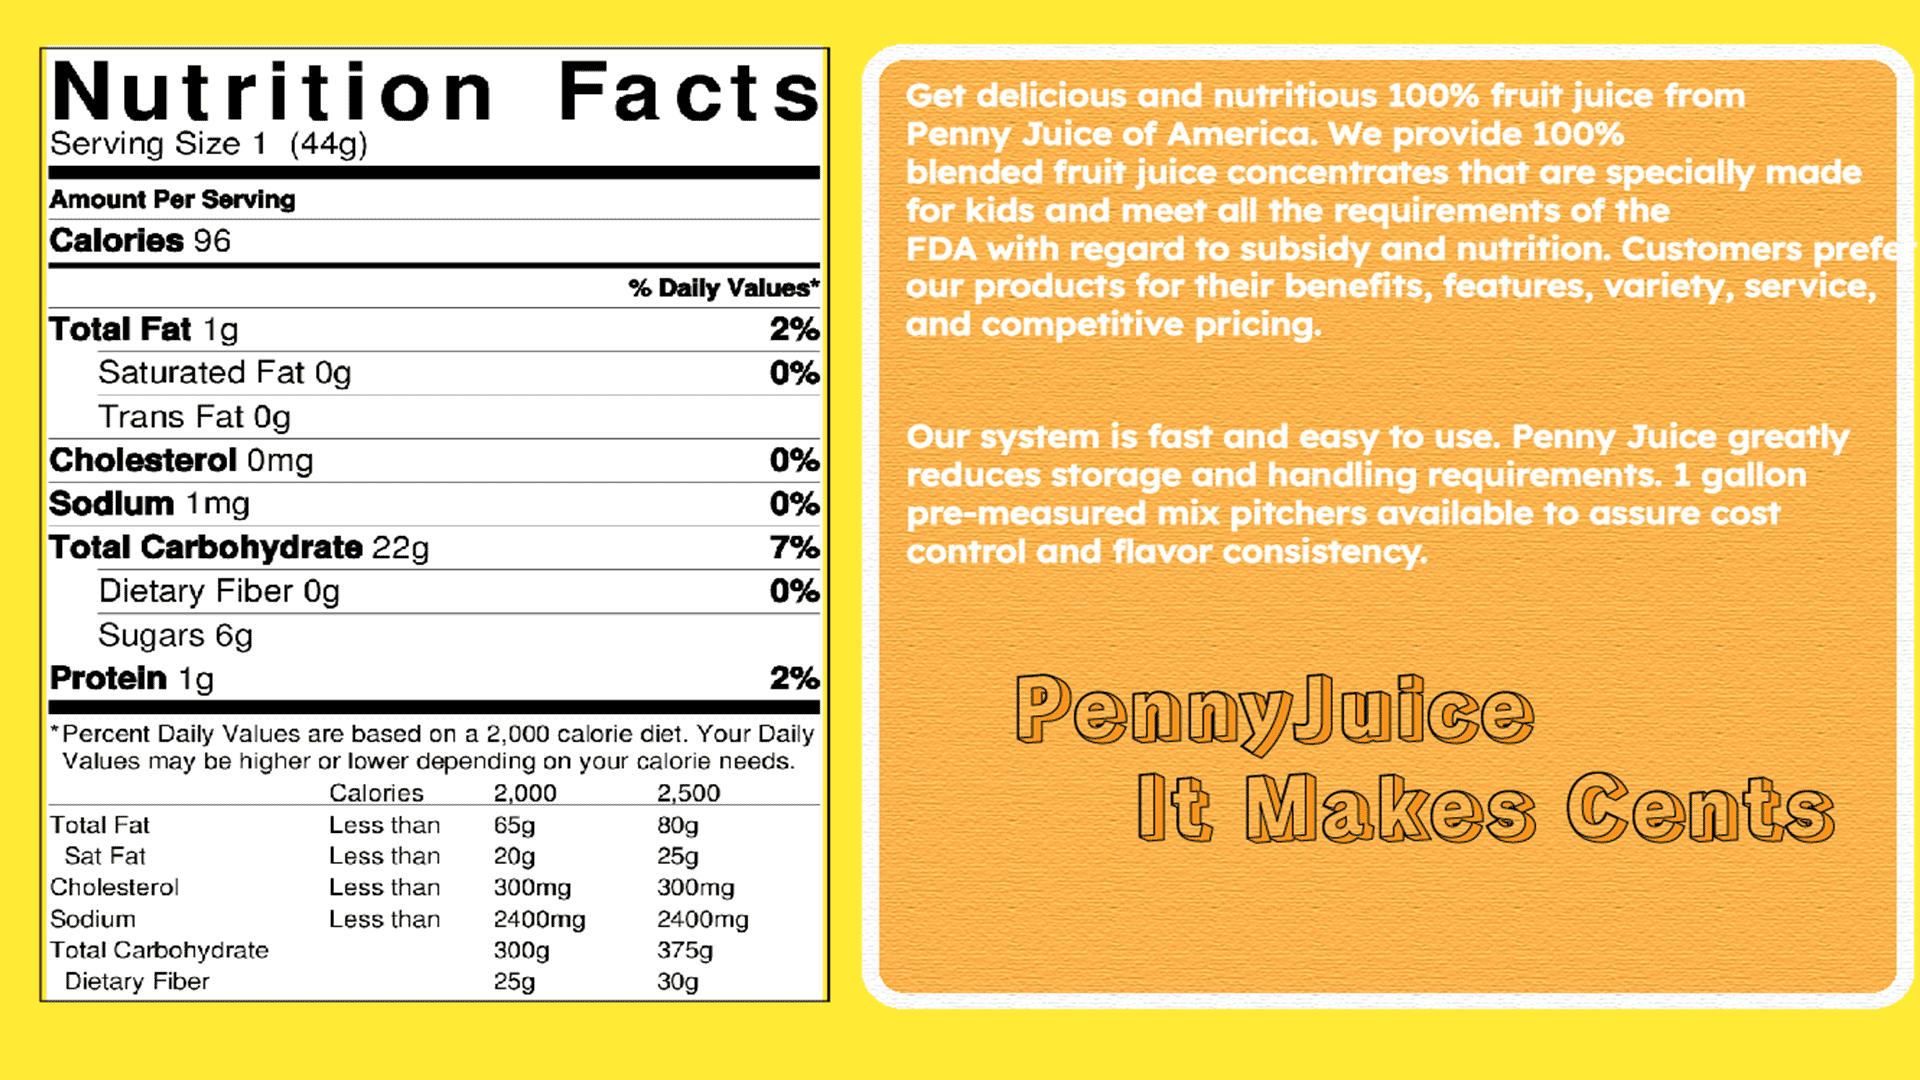 Nutrition Facts
Serving Size 1 (44g)
Amount Per Serving
Calories 96
% Daily Values*
Total Fat 1g 2%
Saturated Fat 0g 0%
Trans Fat 0g
Cholesterol 0mg 0%
Sodium 1mg 0%
Total Carbohydrate 22g 7%
Dietary Fiber 0g 0%
Sugars 6g
Protein 1g 2%
*Percent Daily Values are based on a 2,000 calorie diet. Your Daily
Values may be higher or lower depending on your calorie needs.
Calories 2,000 2,500
Total Fat Less than 65g 80g
Sat Fat Less than 20g 25g
Cholesterol Less than 300mg 300mg
Sodium Less than 2400mg 2400mg
Total Carbohydrate 300g 375g
Dietary Fiber 25g 30g
Get delicious and nutritious 100% fruit juice from
Penny Juice of America. We provide 100%
blended fruit juice concentrates that are specially made
for kids and meet all the requirements of the
FDA with regard to subsidy and nutrition. Customers prefer
our products for their benefits, features, variety, service,
and competitive pricing.
Our system is fast and easy to use. Penny Juice greatly
reduces storage and handling requirements. 1 gallon
pre-measured mix pitchers available to assure cost
control and flavor consistency.
PennyJuice
It Makes Cents